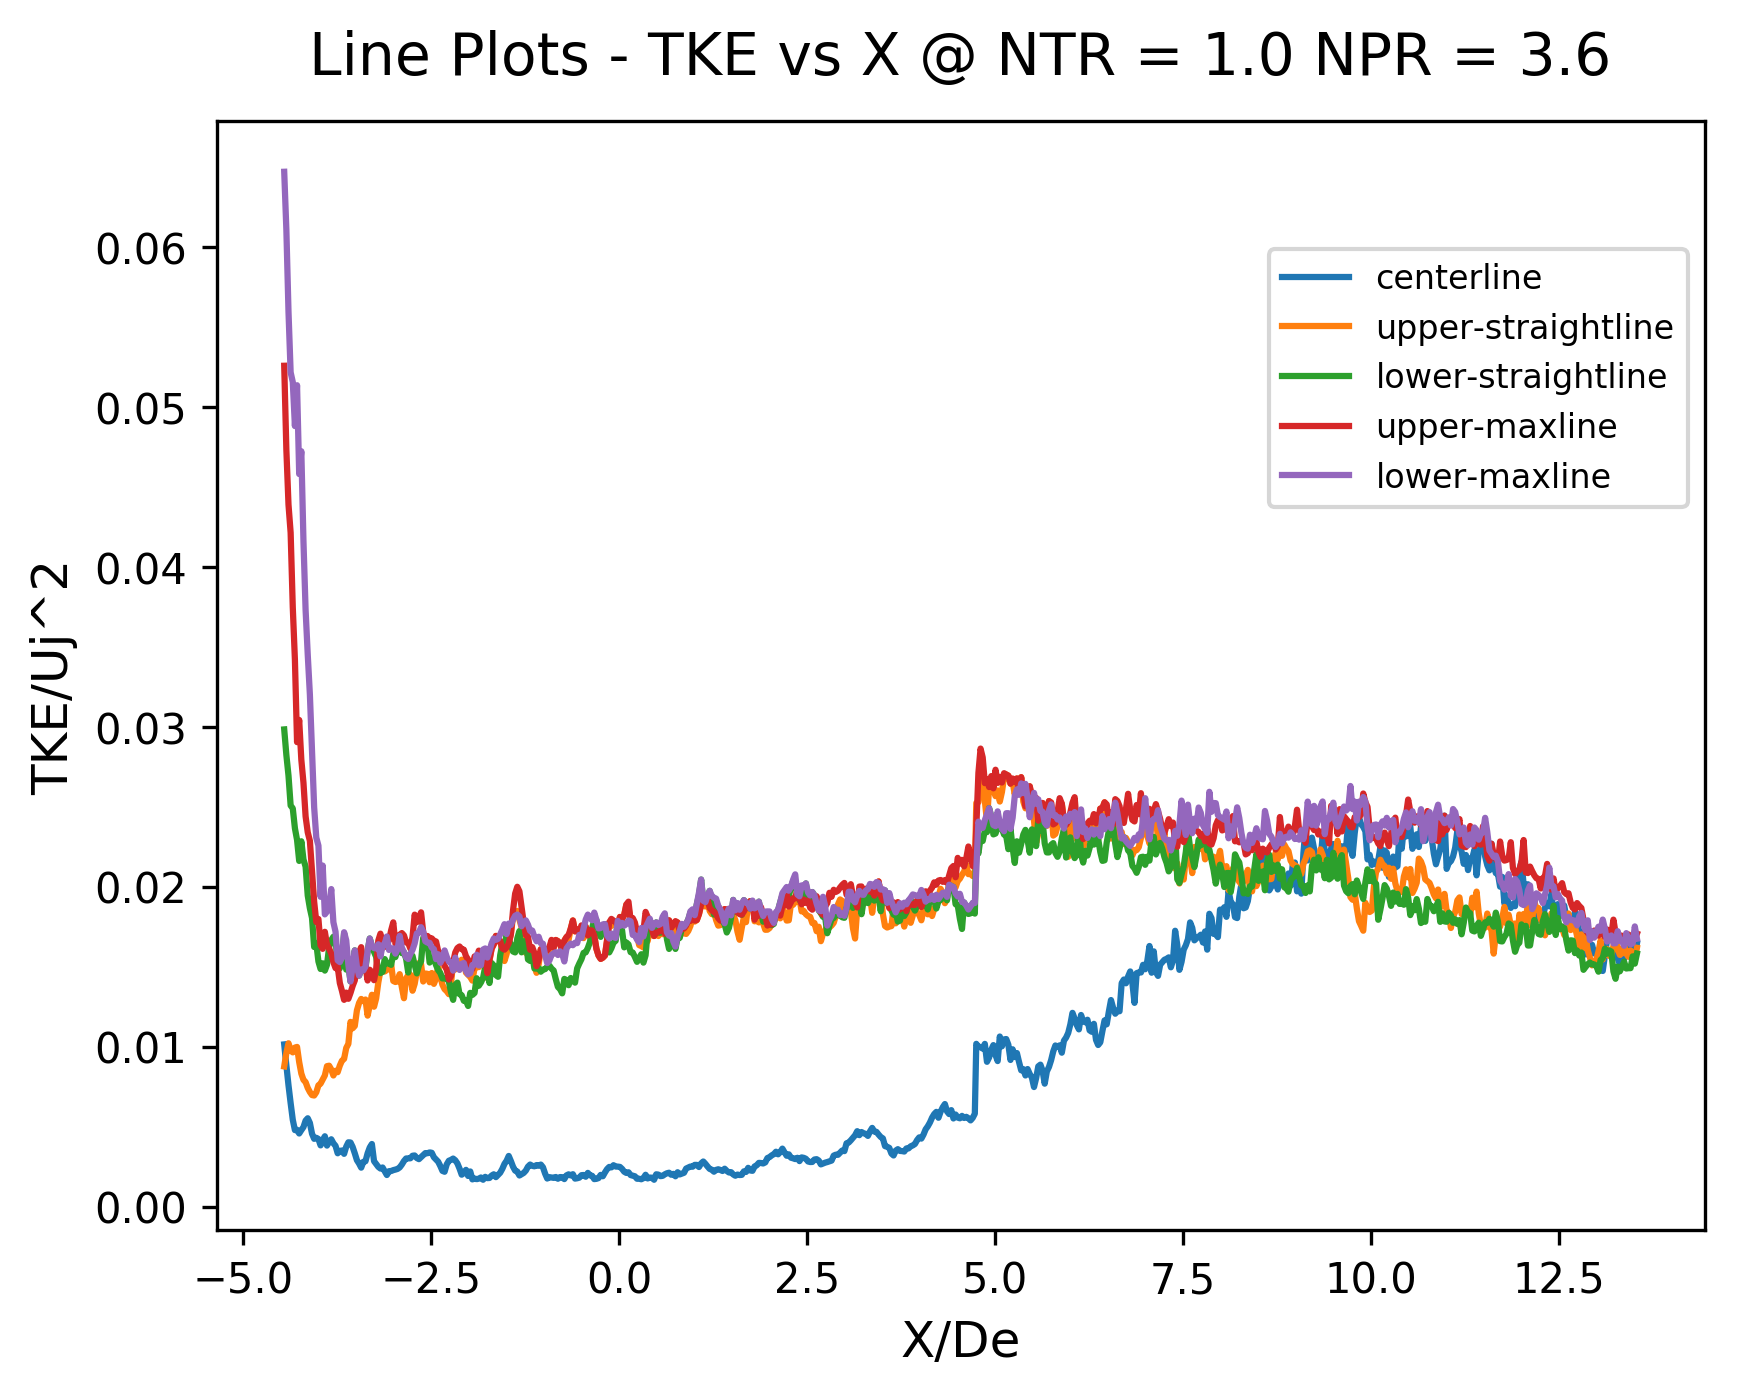 Line Plots - TKE vs X @ NTR = 1.0 NPR = 3.6
TKE/Uj^2
0.06
0.05
0.04
0.03
0.02
0.01
0.00
centerline
upper-straightline
lower-straightline
upper-maxline
lower-maxline
−5.0 −2.5 0.0 2.5 5.0 7.5 10.0 12.5
X/De